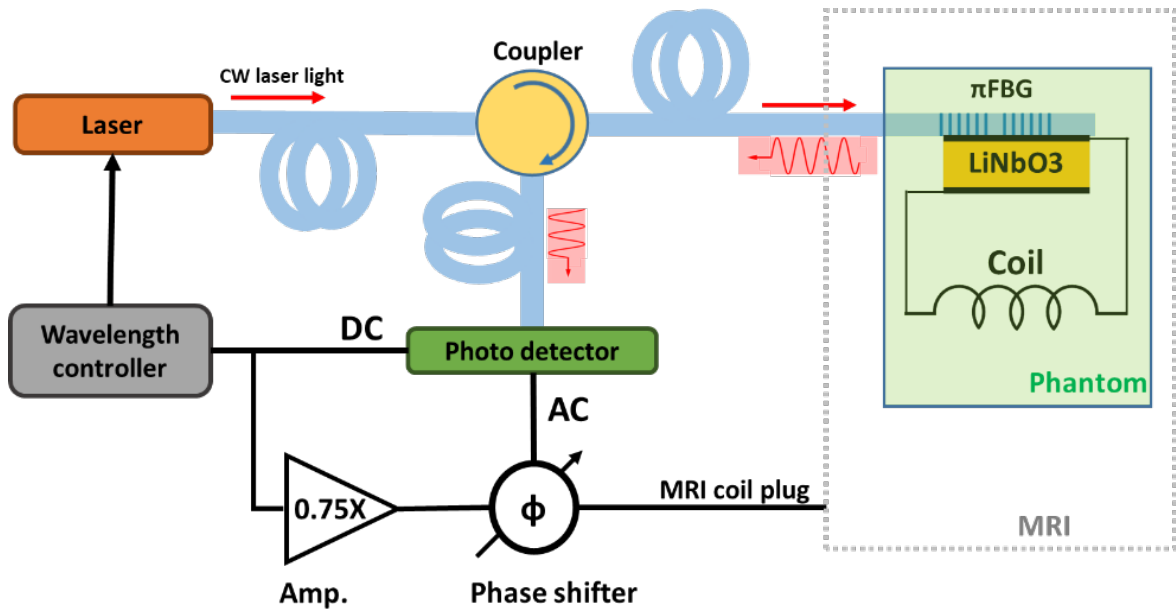 Coupler
CW laser light
Laser
πFBG
LiNbO3
Coil
Phantom
Wavelength
controller
DC
Photo detector
AC
0.75X
ф
MRI coil plug
MRI
Amp.
Phase shifter